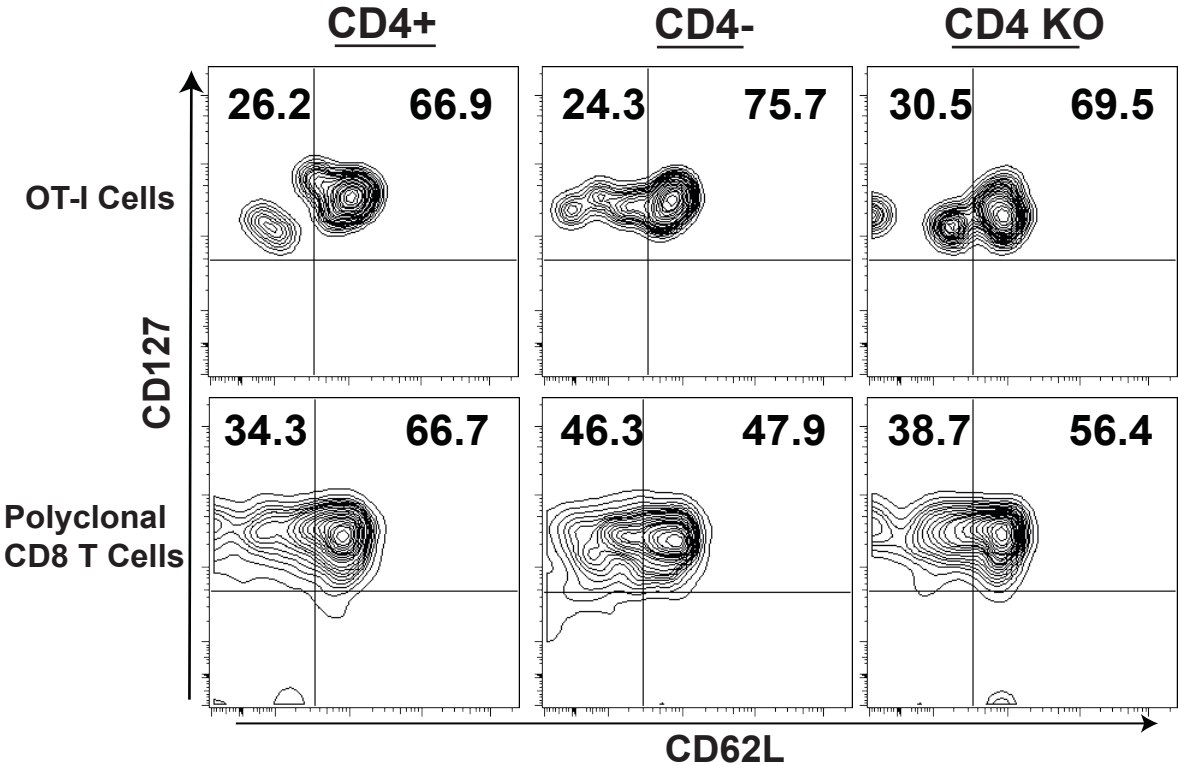 CD4+ CD4- CD4 KO
26.2 66.9 24.3 75.7 30.5 69.5
OT-I Cells
CD127
34.3 66.7 46.3 47.9 38.7 56.4
Polyclonal
CD8 T Cells
CD62L